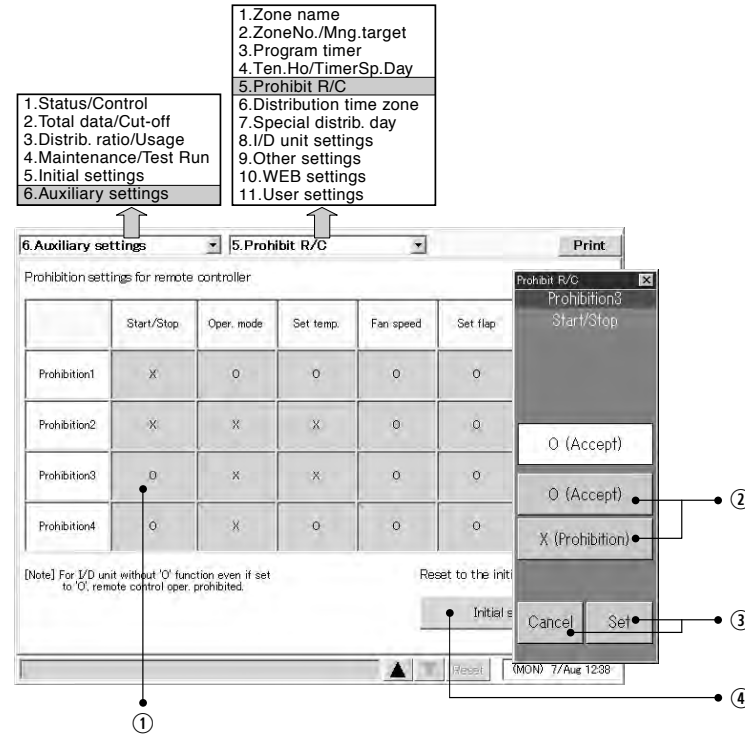 1.Zone name
2.ZoneNo./Mng.target
3.Program timer
4.Ten.Ho/TimerSp.Day
5.Prohibit R/C
6.Distribution time zone
7.Special distrib. day
8.I/D unit settings
9.Other settings
10.WEB settings
11.User settings
1.Status/Control
2.Total data/Cut-off
3.Distrib. ratio/Usage
4.Maintenance/Test Run
5.Initial settings
6.Auxiliary settings
6.Auxiliary settings 5.Prohibit R/C Print
Prohibition settings for remote controller
Start/Stop Oper. mode Set temp. Fan speed Set flap
Prohibition1 X O O O O
Prohibition2 X X X O O
Prohibition3 O X X O O
Prohibition4 O X O O O
[Note] For I/D unit without 'O' function even if set
to 'O', remote control oper. prohibited.
Reset to the initi
Initial s
Prohibit R/C X
Prohibition3
Start/Stop
O (Accept)
O (Accept)
X (Prohibition)
Cancel Set
Reset (MON) 7/Aug 12:38
①
②
③
④